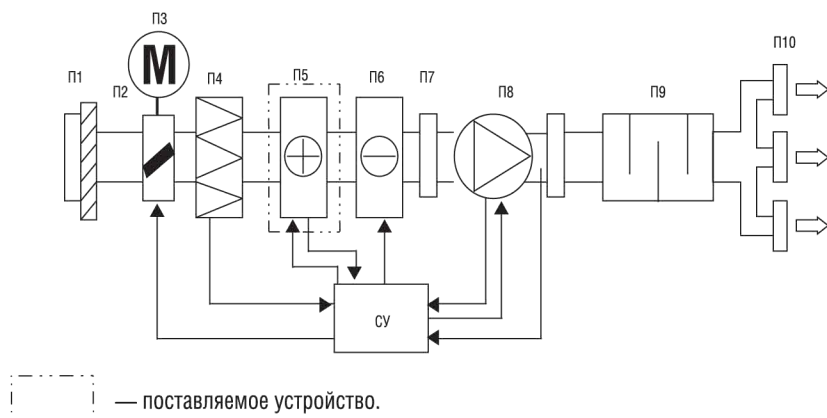 П3
П10
П1
П2
П4
П5
П6
П7
П8
П9
М
СУ
— поставляемое устройство.